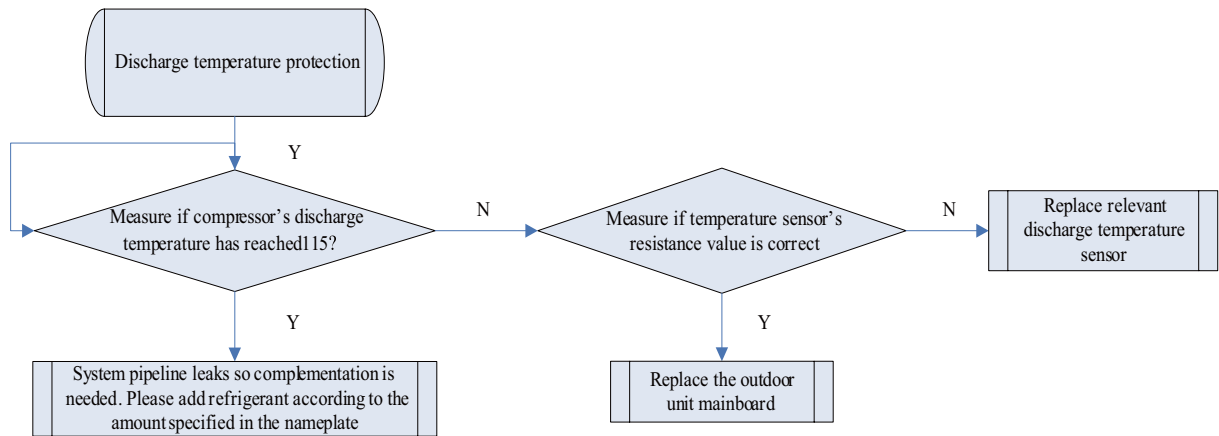 Discharge temperature protection
Y
Measure if compressor's discharge
temperature has reached115?
N
Measure if temperature sensor's
resistance value is correct
N
Replace relevant
discharge temperature
sensor
Y
System pipeline leaks so complementation is
needed. Please add refrigerant according to the
amount specified in the nameplate
Y
Replace the outdoor
unit mainboard